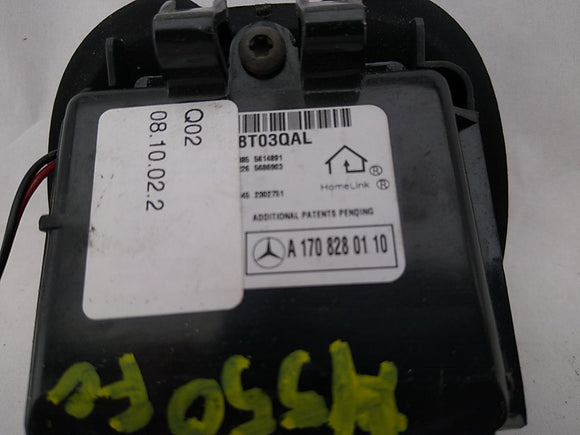 Q02
08.10.02.2
BT03QAL
5614891
5686903
2302751
HomeLink ®
®
ADDITIONAL PATENTS PENDING
A 170 828 01 10